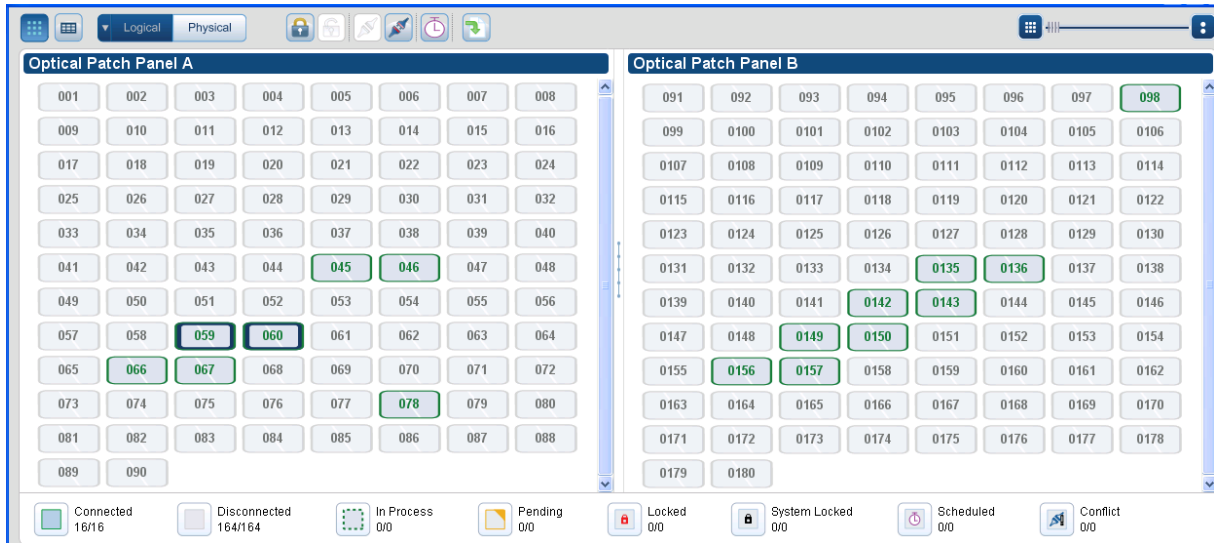 Logical Physical
Optical Patch Panel A
001 002 003 004 005 006 007 008
009 010 011 012 013 014 015 016
017 018 019 020 021 022 023 024
025 026 027 028 029 030 031 032
033 034 035 036 037 038 039 040
041 042 043 044 045 046 047 048
049 050 051 052 053 054 055 056
057 058 059 060 061 062 063 064
065 066 067 068 069 070 071 072
073 074 075 076 077 078 079 080
081 082 083 084 085 086 087 088
089 090
Optical Patch Panel B
091 092 093 094 095 096 097 098
099 0100 0101 0102 0103 0104 0105 0106
0107 0108 0109 0110 0111 0112 0113 0114
0115 0116 0117 0118 0119 0120 0121 0122
0123 0124 0125 0126 0127 0128 0129 0130
0131 0132 0133 0134 0135 0136 0137 0138
0139 0140 0141 0142 0143 0144 0145 0146
0147 0148 0149 0150 0151 0152 0153 0154
0155 0156 0157 0158 0159 0160 0161 0162
0163 0164 0165 0166 0167 0168 0169 0170
0171 0172 0173 0174 0175 0176 0177 0178
0179 0180
Connected
16/16
Disconnected
164/164
In Process
0/0
Pending
0/0
Locked
0/0
System Locked
0/0
Scheduled
0/0
Conflict
0/0